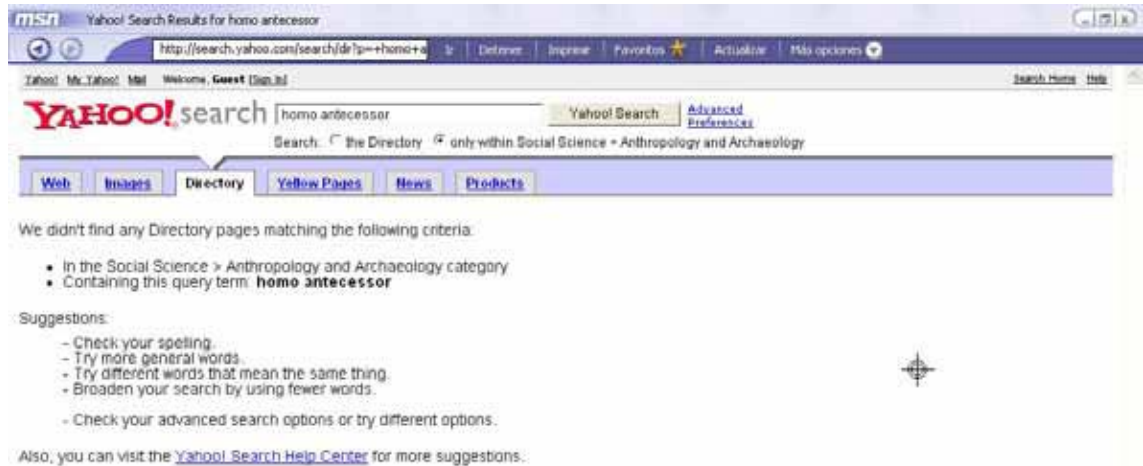 msn Yahoo! Search Results for homo antecessor
http://search.yahoo.com/search/dir?p=+homo+a Ir Detener Imprimir Favoritos Actualizar Más opciones
Yahoo! My Yahoo! Mail Welcome, Guest [Sign In] Search Home Help
YAHOO! search homo antecessor Yahoo! Search Advanced
Preferences
Search: the Directory only within Social Science > Anthropology and Archaeology
Web Images Directory Yellow Pages News Products
We didn't find any Directory pages matching the following criteria:
• In the Social Science > Anthropology and Archaeology category
• Containing this query term: homo antecessor
Suggestions:
- Check your spelling.
- Try more general words.
- Try different words that mean the same thing.
- Broaden your search by using fewer words.
- Check your advanced search options or try different options.
Also, you can visit the Yahoo! Search Help Center for more suggestions.